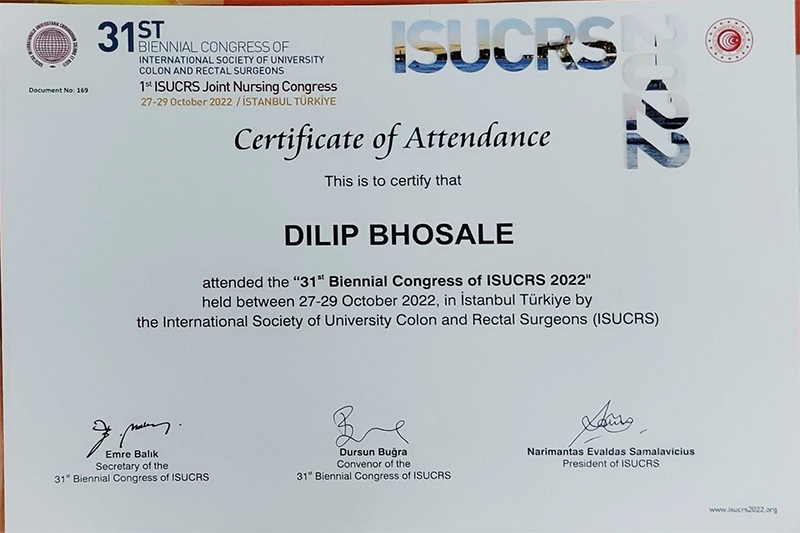 31ST
BIENNIAL CONGRESS OF
INTERNATIONAL SOCIETY OF UNIVERSITY
COLON AND RECTAL SURGEONS
1st ISUCRS Joint Nursing Congress
27-29 October 2022 / İSTANBUL TÜRKİYE
Document No: 169
ISUCRS
2022
Certificate of Attendance
This is to certify that
DILIP BHOSALE
attended the “31st Biennial Congress of ISUCRS 2022"
held between 27-29 October 2022, in İstanbul Türkiye by
the International Society of University Colon and Rectal Surgeons (ISUCRS)
Emre Balık
Secretary of the
31st Biennial Congress of ISUCRS
Dursun Buğra
Convenor of the
31st Biennial Congress of ISUCRS
Narimantas Evaldas Samalavicius
President of ISUCRS
www.isucrs2022.org